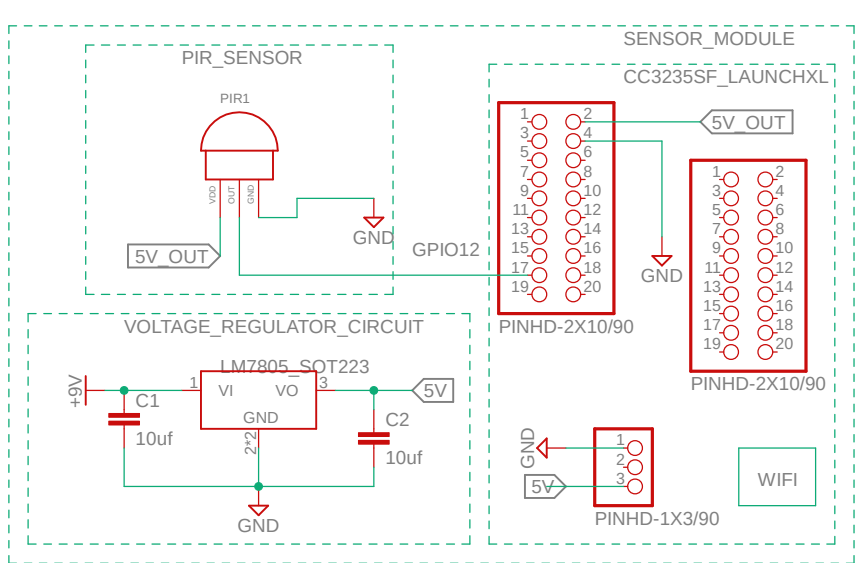 SENSOR_MODULE
PIR_SENSOR
PIR1
VDD
OUT
GND
5V_OUT
GND
GPIO12
CC3235SF_LAUNCHXL
1 2
3 4
5 6
7 8
9 10
11 12
13 14
15 16
17 18
19 20
PINHD-2X10/90
5V_OUT
GND
1 2
3 4
5 6
7 8
9 10
11 12
13 14
15 16
17 18
19 20
PINHD-2X10/90
VOLTAGE_REGULATOR_CIRCUIT
LM7805_SOT223
+9V
1 VI VO 3
GND
2*2
C1
10uf
C2
10uf
5V
GND
GND
5V
1
2
3
PINHD-1X3/90
WIFI